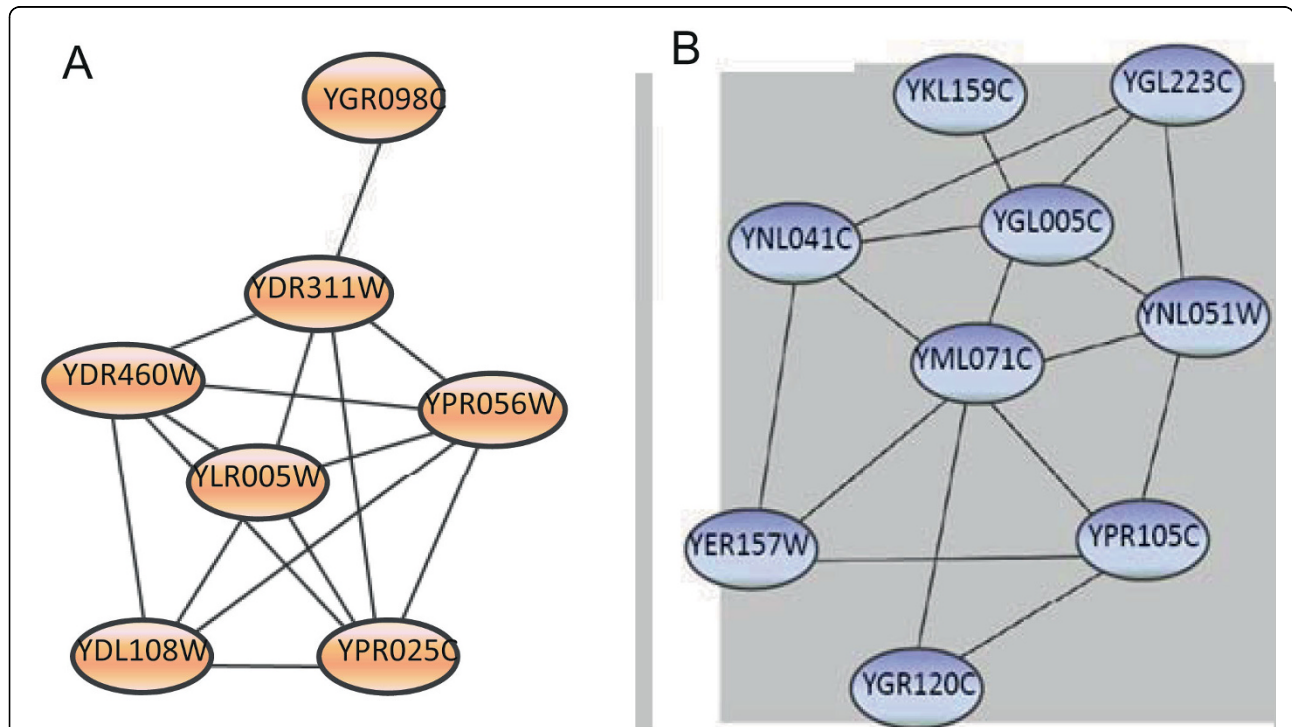 A
YGR098C
YDR311W
YDR460W
YPR056W
YLR005W
YDL108W
YPR025C
B
YKL159C
YGL223C
YNL041C
YGL005C
YNL051W
YML071C
YER157W
YPR105C
YGR120C